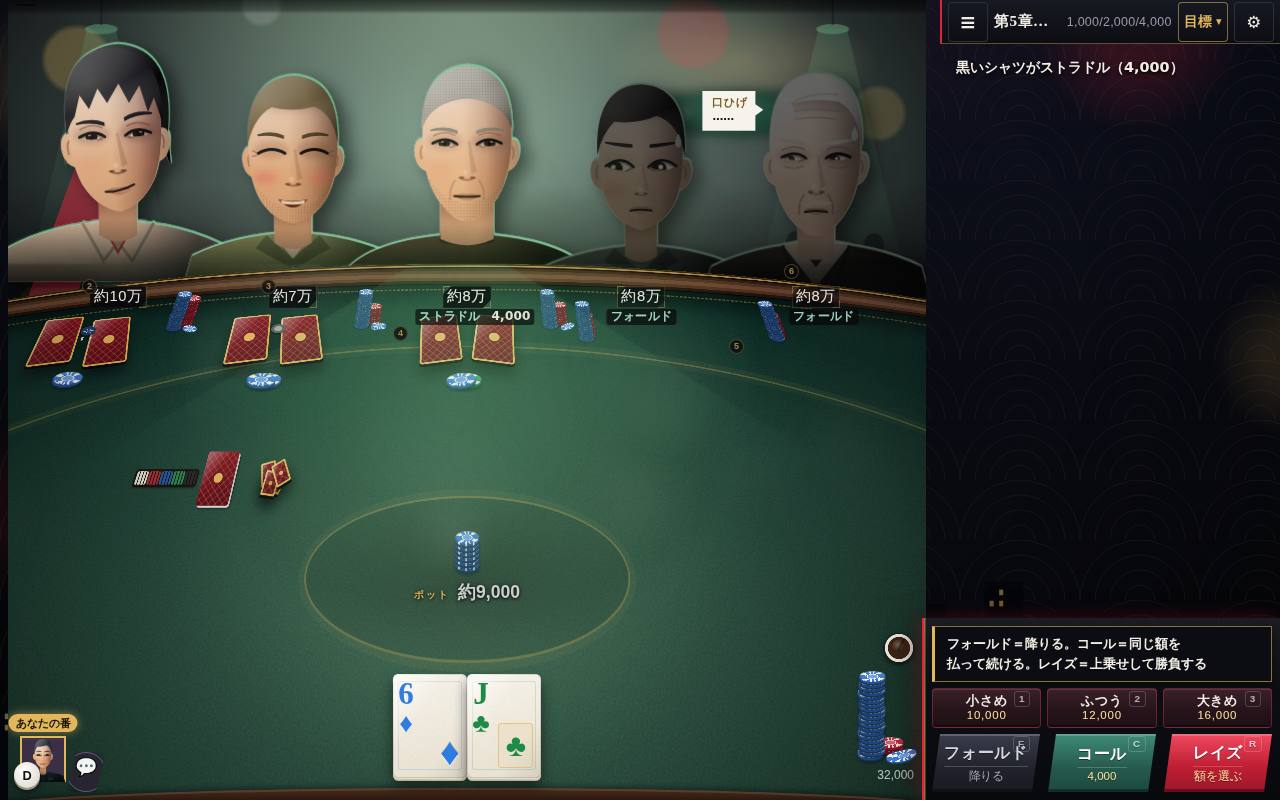 第5章…
1,000/2,000/4,000
目標▼
黒いシャツがストラドル（4,000）
口ひげ
……
2
約10万
3
約7万
約8万
ストラドル 4,000
4
約8万
フォールド
5
6
約8万
フォールド
ポット 約9,000
あなたの番
D
6
J
32,000
フォールド＝降りる。コール＝同じ額を
払って続ける。レイズ＝上乗せして勝負する
小さめ 1
10,000
ふつう 2
12,000
大きめ 3
16,000
フォールド F
降りる
コール C
4,000
レイズ R
額を選ぶ